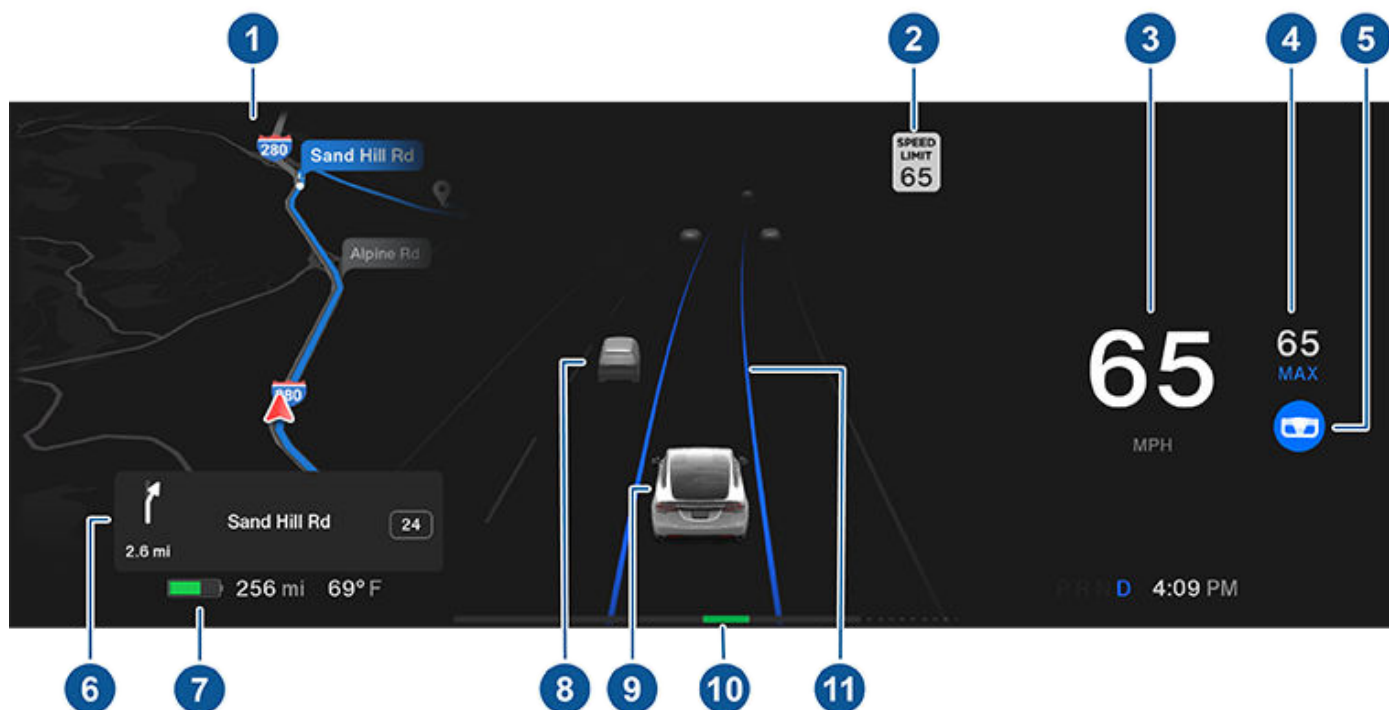 1
2
3
4
5
280
Sand Hill Rd
SPEED
LIMIT
65
Alpine Rd
280
65
MPH
65
MAX
Sand Hill Rd
24
2.6 mi
256 mi 69° F
P R N D 4:09 PM
6
7
8
9
10
11